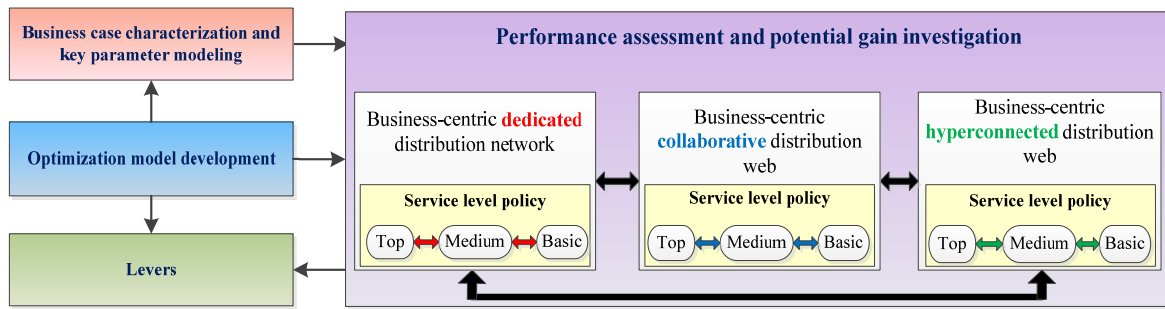 Business case characterization and
key parameter modeling
Optimization model development
Levers
Performance assessment and potential gain investigation
Business-centric dedicated
distribution network
Service level policy
Top Medium Basic
Business-centric
collaborative distribution
web
Service level policy
Top Medium Basic
Business-centric
hyperconnected distribution
web
Service level policy
Top Medium Basic